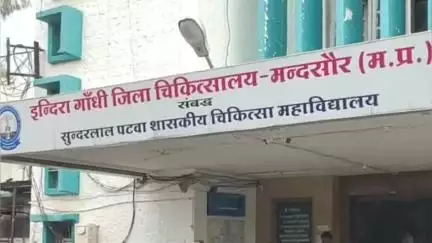 इन्दिरा गाँधी जिला चिकित्सालय-मन्दसौर (म.प्र.)
संबद्ध
सुन्दरलाल पटवा शासकीय चिकित्सा महाविद्यालय